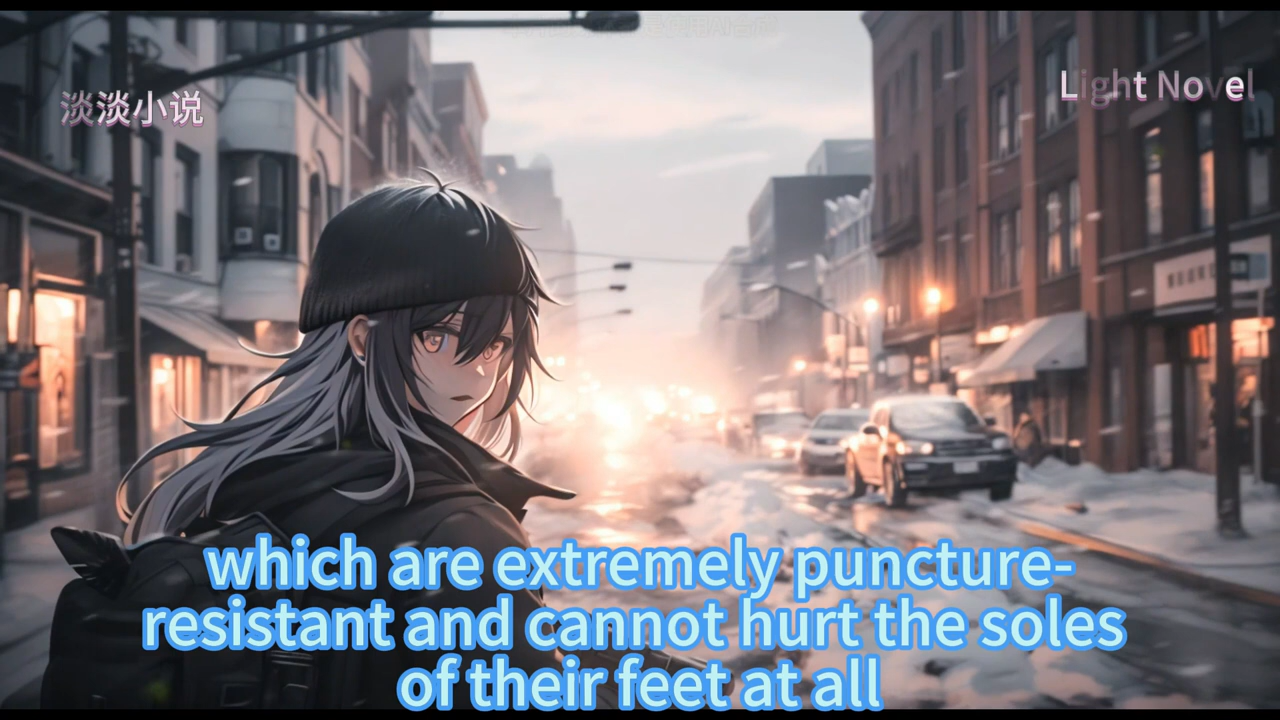 淡淡小说
Light Novel
which are extremely puncture-
resistant and cannot hurt the soles
of their feet at all